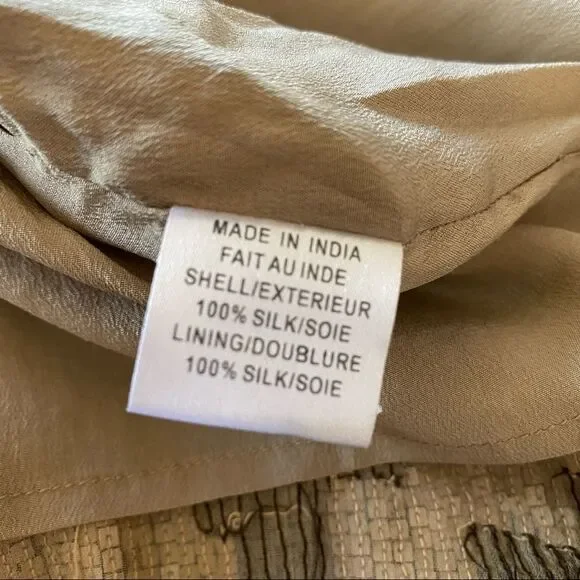 MADE IN INDIA
FAIT AU INDE
SHELL/EXTERIEUR
100% SILK/SOIE
LINING/DOUBLURE
100% SILK/SOIE